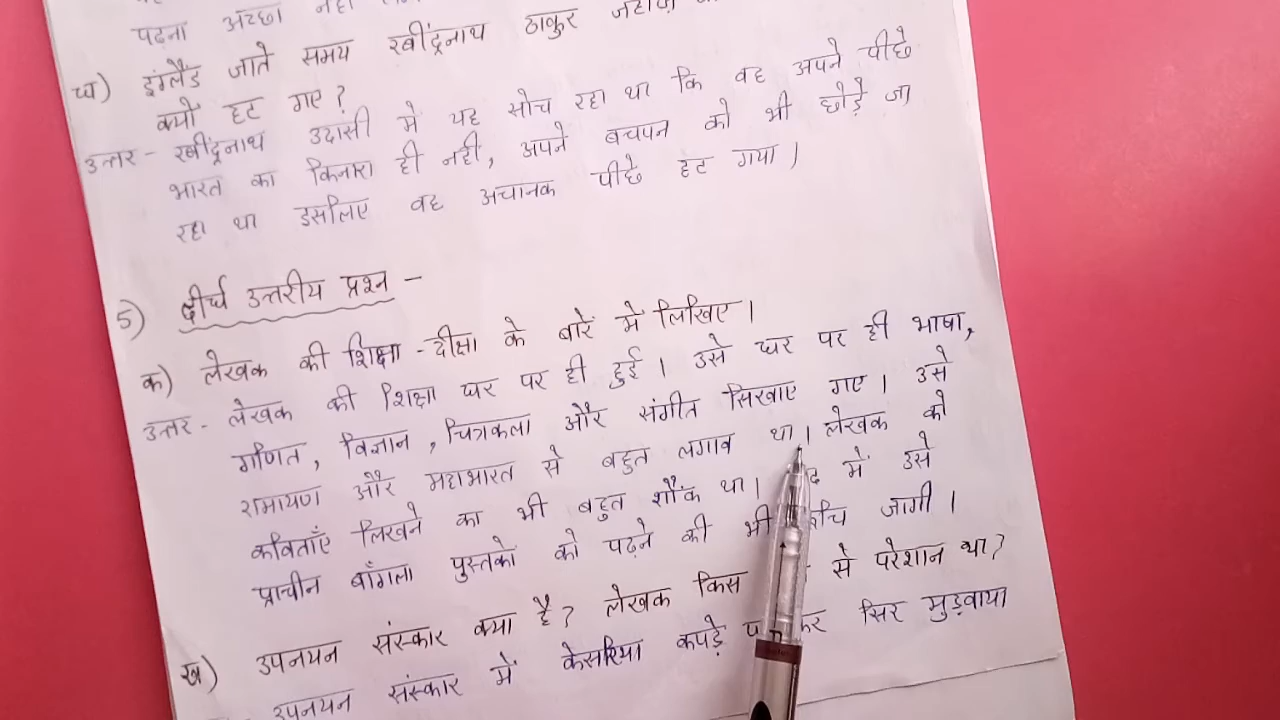 पढ़ना अच्छा नहीं
घ) इंग्लैंड जाते समय रवींद्रनाथ ठाकुर
क्यों हट गए ?
उत्तर - रवींद्रनाथ उदासी में यह सोच रहा था कि वह अपने पीछे
भारत का किनारा ही नहीं, अपने बचपन को भी छोड़े जा
रहा था इसलिए वह अचानक पीछे हट गया ।
5) दीर्घ उत्तरीय प्रश्न -
क) लेखक की शिक्षा - दीक्षा के बारे में लिखिए ।
उत्तर - लेखक की शिक्षा घर पर ही हुई । उसे घर पर ही भाषा,
गणित, विज्ञान, चित्रकला और संगीत सिखाए गए । उसे
रामायण और महाभारत से बहुत लगाव था । लेखक को
कविताएँ लिखने का भी बहुत शौक था । में उसे
प्राचीन बाँगला पुस्तको को पढ़ने की भी जागी ।
ख) उपनयन संस्कार क्या है ? लेखक किस से परेशान था ?
उपनयन संस्कार में केसरिया कपड़े सिर मुड़वाया